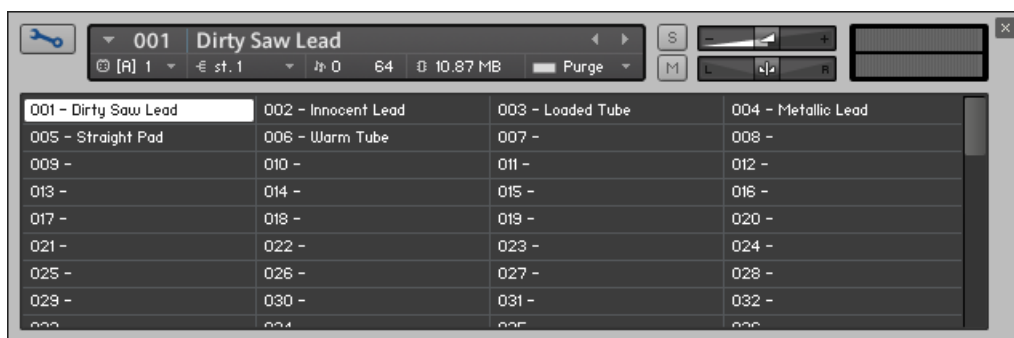 001 Dirty Saw Lead
S - +
[A] 1 st. 1 0 64 10.87 MB Purge
M L R
001 - Dirty Saw Lead 002 - Innocent Lead 003 - Loaded Tube 004 - Metallic Lead
005 - Straight Pad 006 - Warm Tube 007 - 008 -
009 - 010 - 011 - 012 -
013 - 014 - 015 - 016 -
017 - 018 - 019 - 020 -
021 - 022 - 023 - 024 -
025 - 026 - 027 - 028 -
029 - 030 - 031 - 032 -